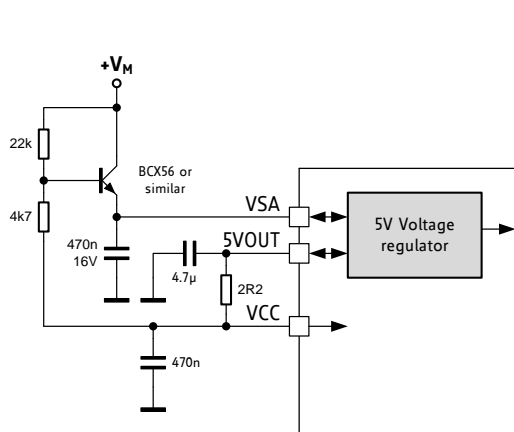 +VM
22k
BCX56 or
similar
4k7
VSA
5V Voltage
regulator
470n
16V
5VOUT
4.7µ
2R2
VCC
470n